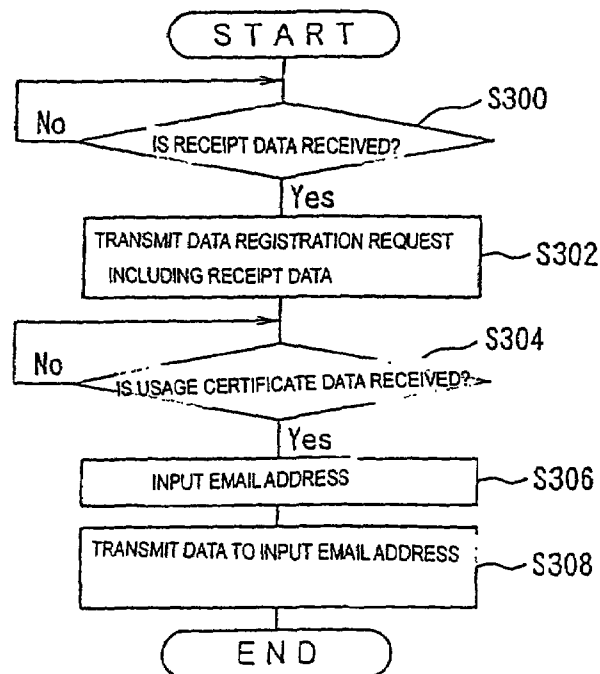 START
S300
No
IS RECEIPT DATA RECEIVED?
Yes
TRANSMIT DATA REGISTRATION REQUEST
INCLUDING RECEIPT DATA
S302
S304
No
IS USAGE CERTIFICATE DATA RECEIVED?
Yes
INPUT EMAIL ADDRESS
S306
TRANSMIT DATA TO INPUT EMAIL ADDRESS
S308
END